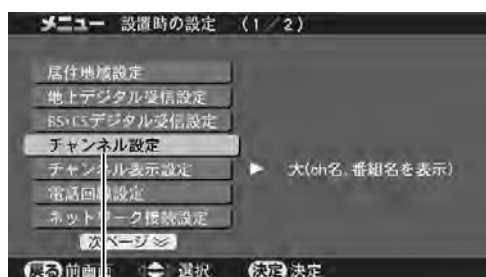 メニュー 設置時の設定 (1／2)
居住地域設定
地上デジタル受信設定
BS・CSデジタル受信設定
チャンネル設定
チャンネル表示設定 ▶ 大(ch名、番組名を表示)
電話回線設定
ネットワーク接続設定
次ページ
戻る 前画面 選択 決定 決定